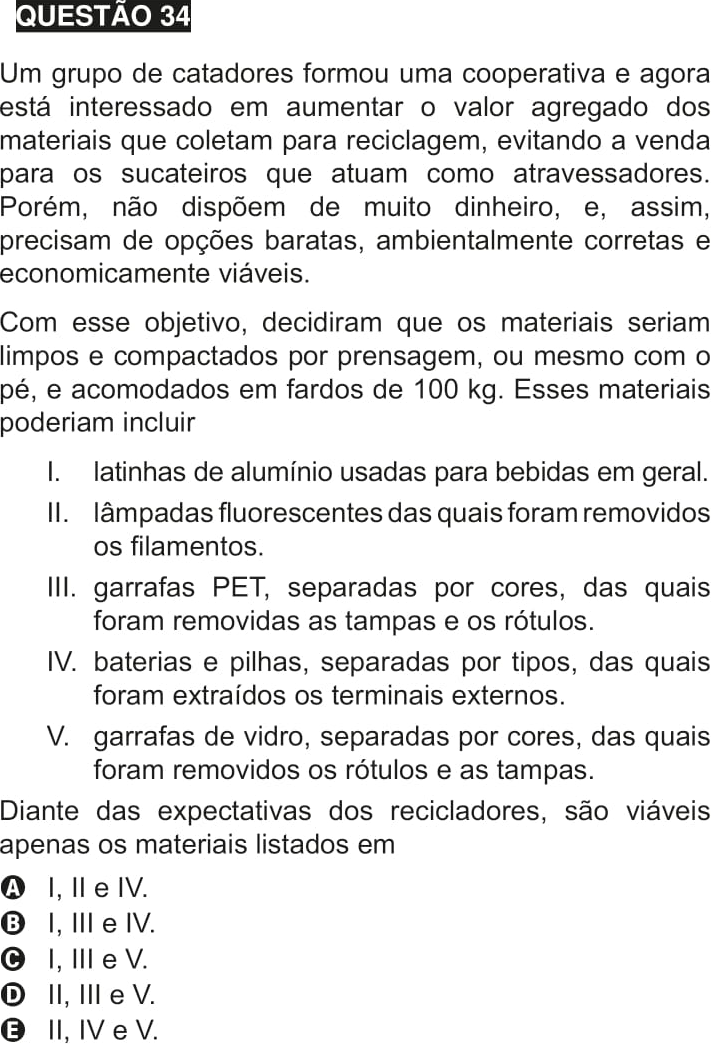 QUESTÃO 34
Um grupo de catadores formou uma cooperativa e agora
está interessado em aumentar o valor agregado dos
materiais que coletam para reciclagem, evitando a venda
para os sucateiros que atuam como atravessadores.
Porém, não dispõem de muito dinheiro, e, assim,
precisam de opções baratas, ambientalmente corretas e
economicamente viáveis.
Com esse objetivo, decidiram que os materiais seriam
limpos e compactados por prensagem, ou mesmo com o
pé, e acomodados em fardos de 100 kg. Esses materiais
poderiam incluir
I. latinhas de alumínio usadas para bebidas em geral.
II. lâmpadas fluorescentes das quais foram removidos
os filamentos.
III. garrafas PET, separadas por cores, das quais
foram removidas as tampas e os rótulos.
IV. baterias e pilhas, separadas por tipos, das quais
foram extraídos os terminais externos.
V. garrafas de vidro, separadas por cores, das quais
foram removidos os rótulos e as tampas.
Diante das expectativas dos recicladores, são viáveis
apenas os materiais listados em
A I, II e IV.
B I, III e IV.
C I, III e V.
D II, III e V.
E II, IV e V.